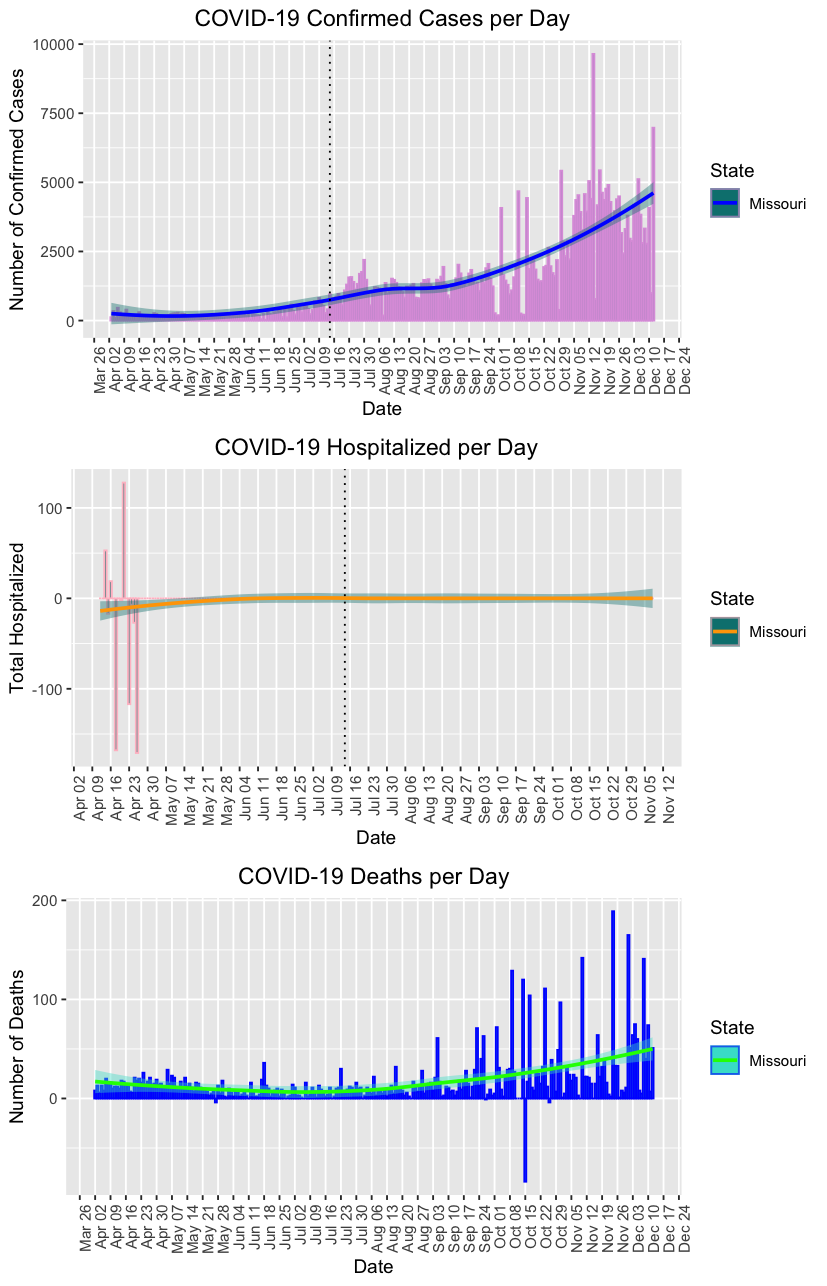 COVID-19 Confirmed Cases per Day
Number of Confirmed Cases
10000
7500
5000
2500
0
Mar 26
Apr 02
Apr 09
Apr 16
Apr 23
Apr 30
May 07
May 14
May 21
May 28
Jun 04
Jun 11
Jun 18
Jun 25
Jul 02
Jul 09
Jul 16
Jul 23
Jul 30
Aug 06
Aug 13
Aug 20
Aug 27
Sep 03
Sep 10
Sep 17
Sep 24
Oct 01
Oct 08
Oct 15
Oct 22
Oct 29
Nov 05
Nov 12
Nov 19
Nov 26
Dec 03
Dec 10
Dec 17
Dec 24
Date
State
Missouri
COVID-19 Hospitalized per Day
Total Hospitalized
100
0
-100
Apr 02
Apr 09
Apr 16
Apr 23
Apr 30
May 07
May 14
May 21
May 28
Jun 04
Jun 11
Jun 18
Jun 25
Jul 02
Jul 09
Jul 16
Jul 23
Jul 30
Aug 06
Aug 13
Aug 20
Aug 27
Sep 03
Sep 10
Sep 17
Sep 24
Oct 01
Oct 08
Oct 15
Oct 22
Oct 29
Nov 05
Nov 12
Date
State
Missouri
COVID-19 Deaths per Day
Number of Deaths
200
100
0
Mar 26
Apr 02
Apr 09
Apr 16
Apr 23
Apr 30
May 07
May 14
May 21
May 28
Jun 04
Jun 11
Jun 18
Jun 25
Jul 02
Jul 09
Jul 16
Jul 23
Jul 30
Aug 06
Aug 13
Aug 20
Aug 27
Sep 03
Sep 10
Sep 17
Sep 24
Oct 01
Oct 08
Oct 15
Oct 22
Oct 29
Nov 05
Nov 12
Nov 19
Nov 26
Dec 03
Dec 10
Dec 17
Dec 24
Date
State
Missouri